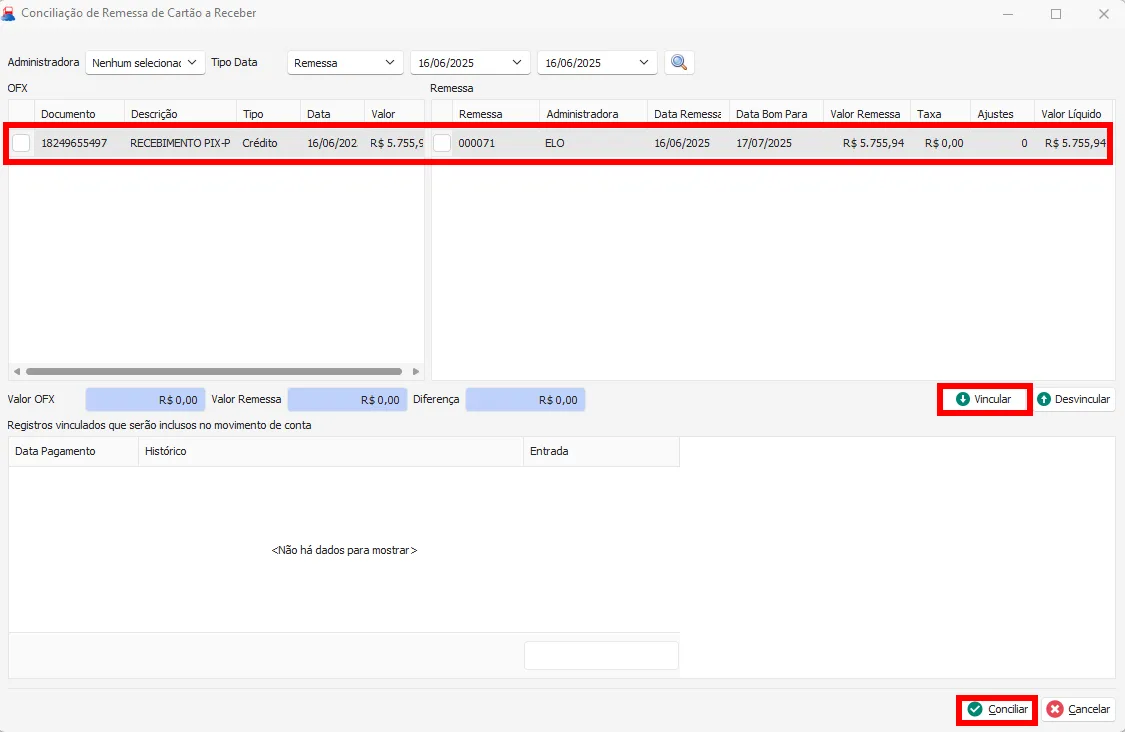 Conciliação de Remessa de Cartão a Receber
Administradora Nenhum selecionac Tipo Data Remessa 16/06/2025 16/06/2025
OFX Remessa
Documento Descrição Tipo Data Valor Remessa Administradora Data Remessa Data Bom Para Valor Remessa Taxa Ajustes Valor Líquido
18249655497 RECEBIMENTO PIX-P Crédito 16/06/202 R$ 5.755,9 000071 ELO 16/06/2025 17/07/2025 R$ 5.755,94 R$ 0,00 0 R$ 5.755,94
Valor OFX R$ 0,00 Valor Remessa R$ 0,00 Diferença R$ 0,00 Vincular Desvincular
Registros vinculados que serão inclusos no movimento de conta
Data Pagamento Histórico Entrada
<Não há dados para mostrar>
Conciliar Cancelar